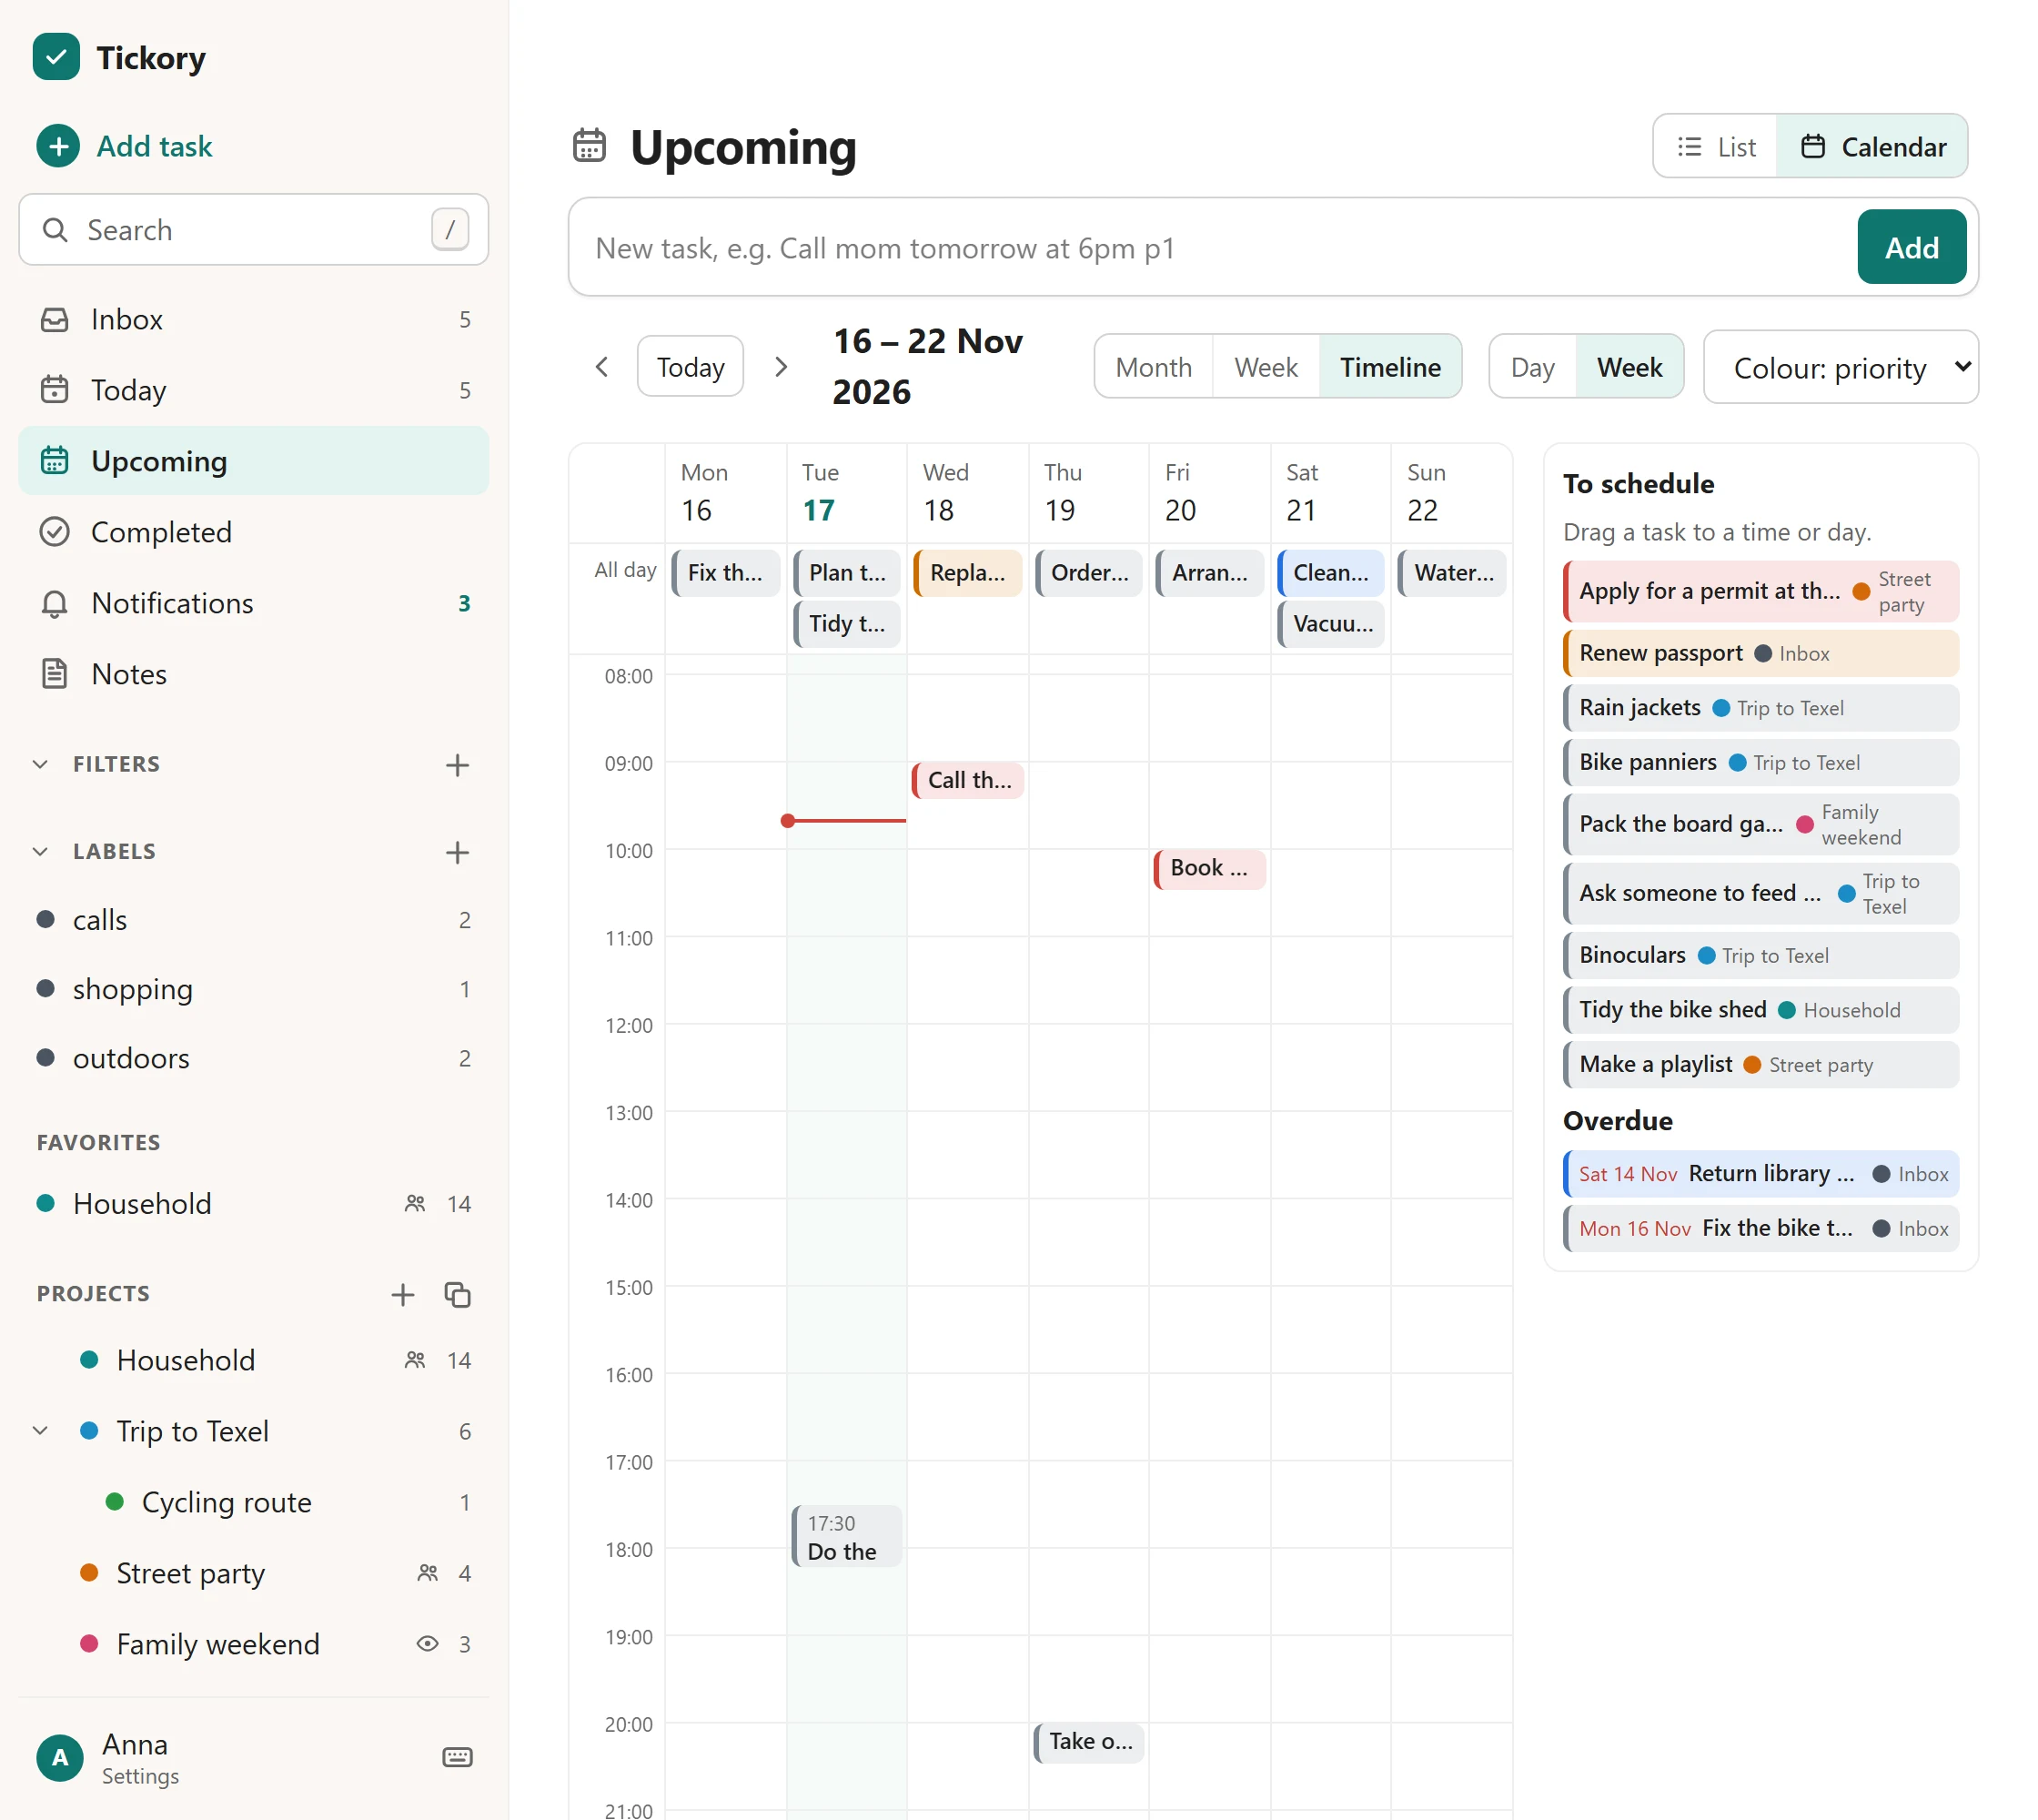 Tickory
Add task
Search /
Inbox 5
Today 5
Upcoming
Completed
Notifications 3
Notes
FILTERS
LABELS
calls 2
shopping 1
outdoors 2
FAVORITES
Household 14
PROJECTS
Household 14
Trip to Texel 6
Cycling route 1
Street party 4
Family weekend 3
A
Anna
Settings
Upcoming
List
Calendar
New task, e.g. Call mom tomorrow at 6pm p1
Add
Today
16 – 22 Nov
2026
Month Week Timeline
Day Week
Colour: priority
Mon Tue Wed Thu Fri Sat Sun
16 17 18 19 20 21 22
All day
Fix th... Plan t... Repla... Order... Arran... Clean... Water...
Tidy t... Vacuu...
08:00
09:00
Call th...
10:00
Book ...
11:00
12:00
13:00
14:00
15:00
16:00
17:00
17:30
Do the
18:00
19:00
20:00
Take o...
21:00
To schedule
Drag a task to a time or day.
Apply for a permit at th... Street
party
Renew passport Inbox
Rain jackets Trip to Texel
Bike panniers Trip to Texel
Pack the board ga... Family
weekend
Ask someone to feed ... Trip to
Texel
Binoculars Trip to Texel
Tidy the bike shed Household
Make a playlist Street party
Overdue
Sat 14 Nov Return library ... Inbox
Mon 16 Nov Fix the bike t... Inbox